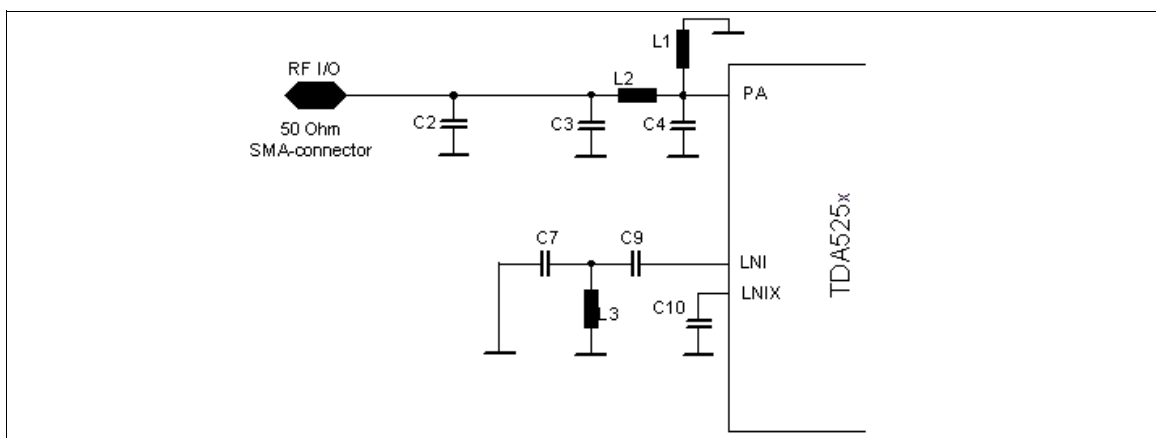 L1
RF I/O
L2
PA
C2
C3
C4
50 Ohm
SMA-connector
TDA525x
C7
C9
LNI
LNIX
C10
L3